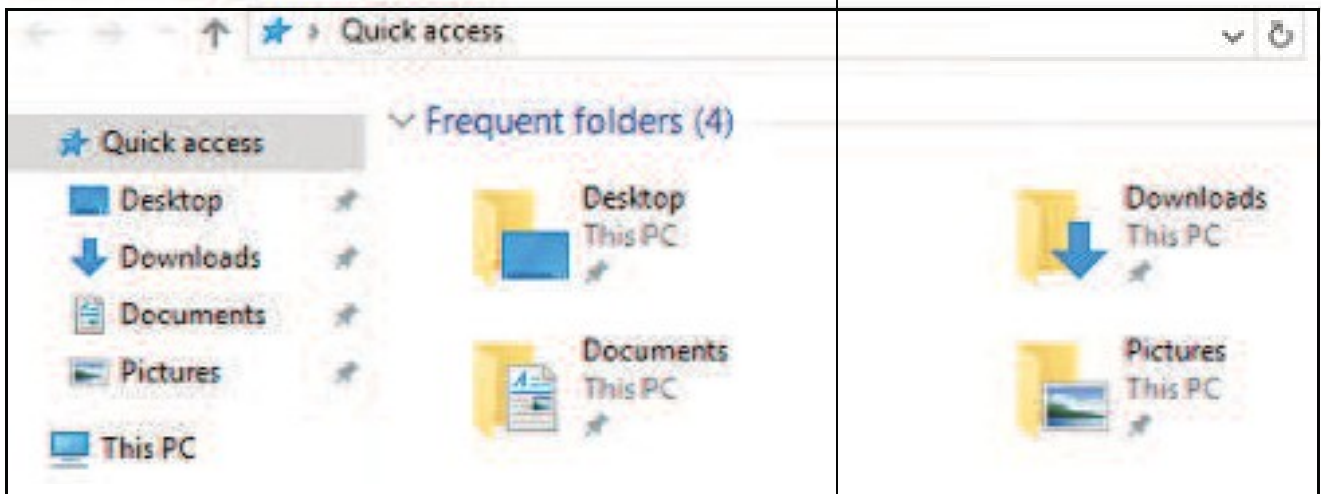 Quick access
Quick access
Desktop
Downloads
Documents
Pictures
This PC
Frequent folders (4)
Desktop
This PC
Downloads
This PC
Documents
This PC
Pictures
This PC